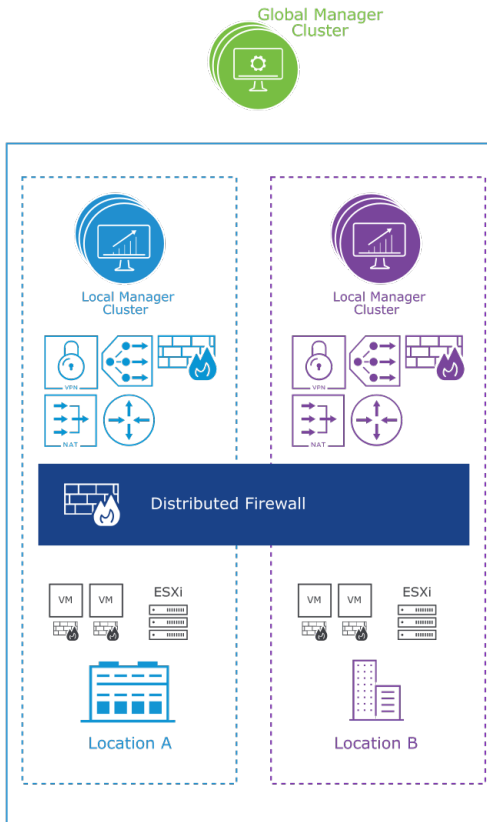 Global Manager
Cluster
Local Manager
Cluster
Local Manager
Cluster
VPN
VPN
NAT
NAT
Distributed Firewall
VM
VM
ESXi
VM
VM
ESXi
Location A
Location B